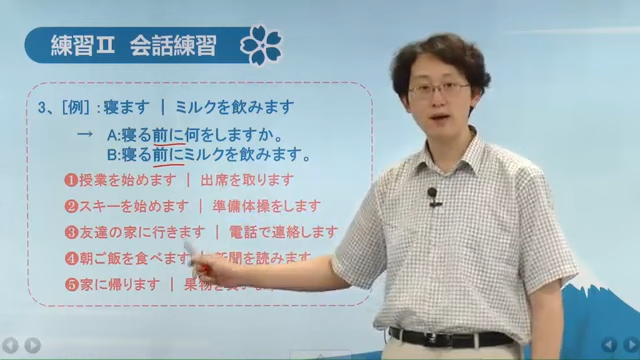 練習Ⅱ 会話練習
3、[例]：寝ます ｜ ミルクを飲みます
→ A:寝る前に何をしますか。
B:寝る前にミルクを飲みます。
❶授業を始めます ｜ 出席を取ります
❷スキーを始めます ｜ 準備体操をします
❸友達の家に行きます ｜ 電話で連絡します
❹朝ご飯を食べます 新聞を読みます
❺家に帰ります ｜ 果物を